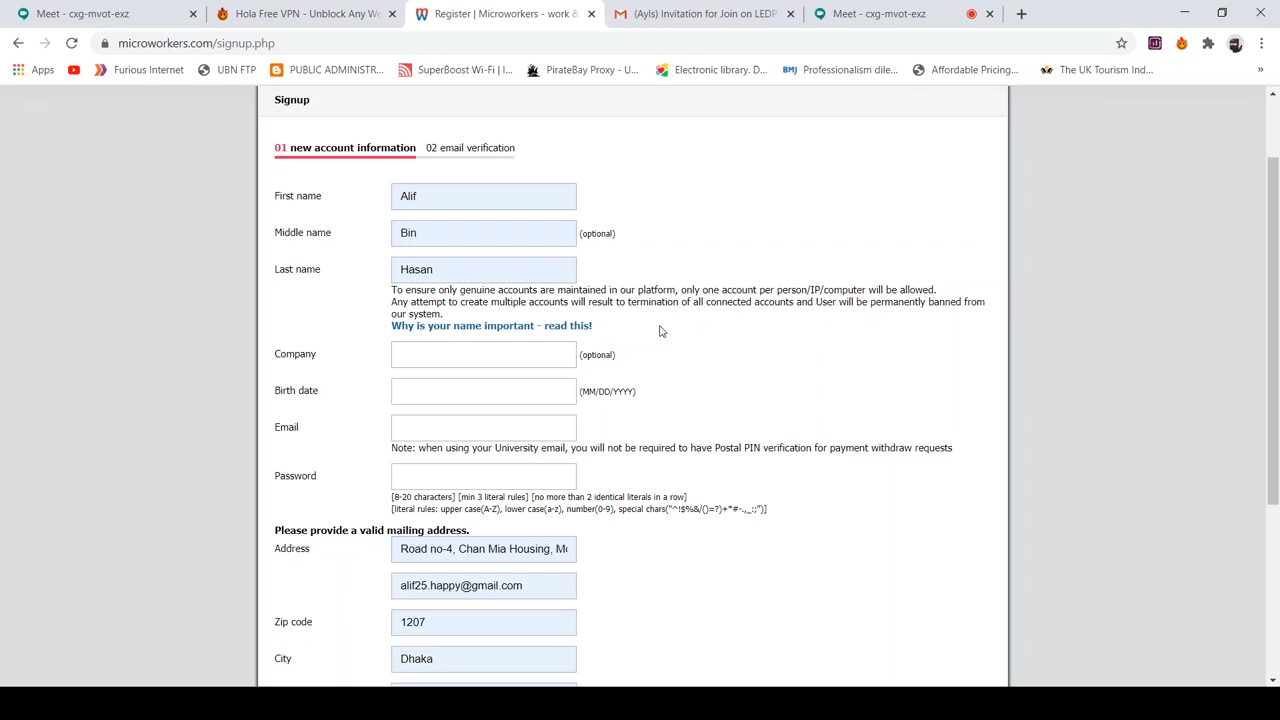 Meet - cxg-mvot-exz
Hola Free VPN - Unblock Any We
Register | Microworkers - work &
(Ayls) Invitation for Join on LEDP
Meet - cxg-mvot-exz
microworkers.com/signup.php
Apps
Furious Internet
UBN FTP
PUBLIC ADMINISTR...
SuperBoost Wi-Fi | I...
PirateBay Proxy - U...
Electronic library. D...
BMJ
Professionalism dile...
Affordable Pricing...
The UK Tourism Ind...
Signup
01 new account information 02 email verification
First name Alif
Middle name Bin (optional)
Last name Hasan
To ensure only genuine accounts are maintained in our platform, only one account per person/IP/computer will be allowed.
Any attempt to create multiple accounts will result to termination of all connected accounts and User will be permanently banned from
our system.
Why is your name important - read this!
Company (optional)
Birth date (MM/DD/YYYY)
Email
Note: when using your University email, you will not be required to have Postal PIN verification for payment withdraw requests
Password
[8-20 characters] [min 3 literal rules] [no more than 2 identical literals in a row]
[literal rules: upper case(A-Z), lower case(a-z), number(0-9), special chars("^!$%&/()=?)+*#-.,_:;")]
Please provide a valid mailing address.
Address Road no-4, Chan Mia Housing, Mo
alif25.happy@gmail.com
Zip code 1207
City Dhaka